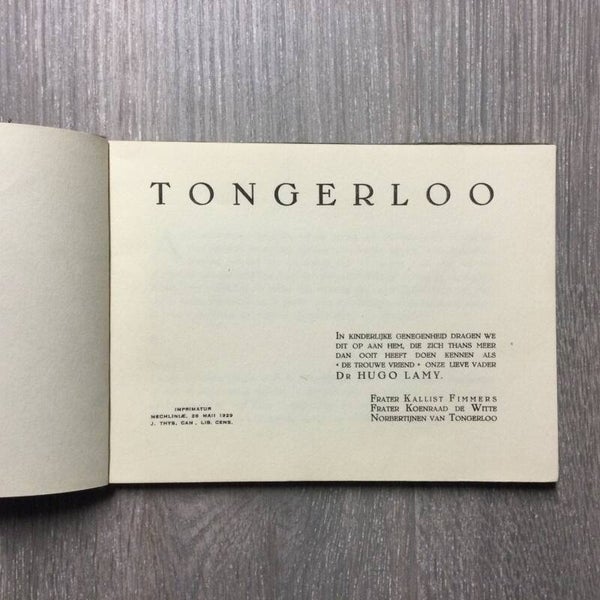 TONGERLOO
IN KINDERLIJKE GENEGENHEID DRAGEN WE
DIT OP AAN HEM, DIE ZICH THANS MEER
DAN OOIT HEEFT DOEN KENNEN ALS
« DE TROUWE VRIEND » ONZE LIEVE VADER
DR HUGO LAMY.
FRATER KALLIST FIMMERS
FRATER KOENRAAD DE WITTE
NORBERTIJNEN VAN TONGERLOO
IMPRIMATUR
MECHLINIÆ, 28 MAII 1929
J. THYS, CAN., LIB. CENS.